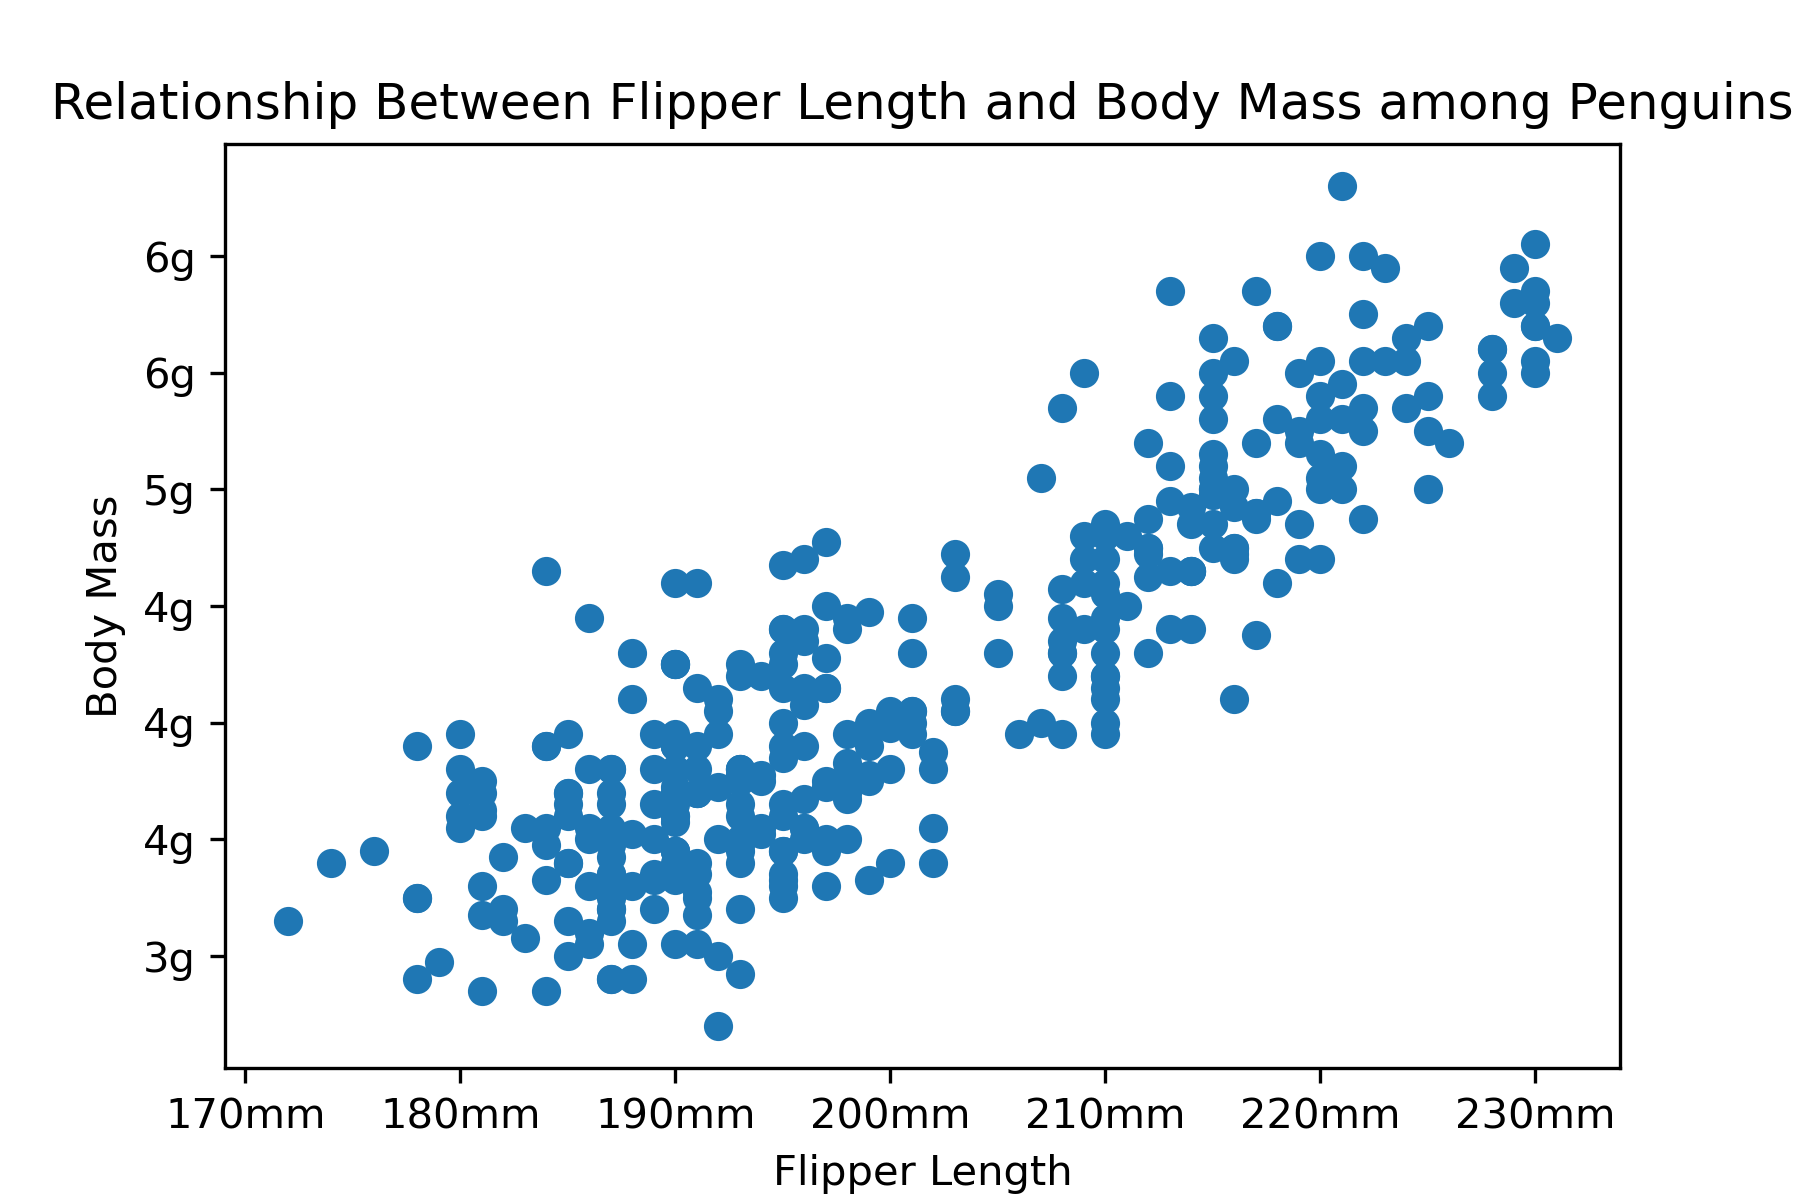 Relationship Between Flipper Length and Body Mass among Penguins
6g
6g
5g
4g
4g
4g
3g
Body Mass
170mm 180mm 190mm 200mm 210mm 220mm 230mm
Flipper Length